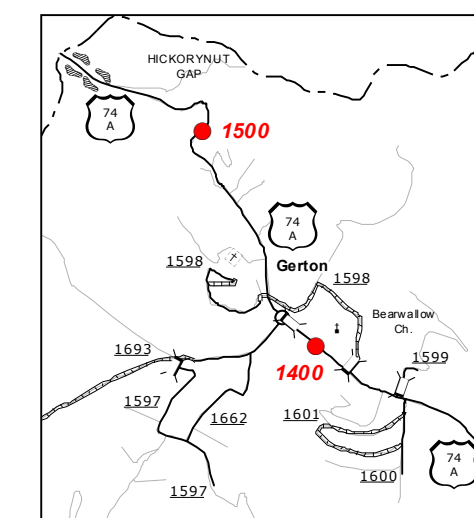 HICKORYNUT
GAP
74
A
1500
74
A
Gerton
1598
1598
Bearwallow
Ch.
1693
1599
1400
1597
1662
1601
74
A
1597
1600